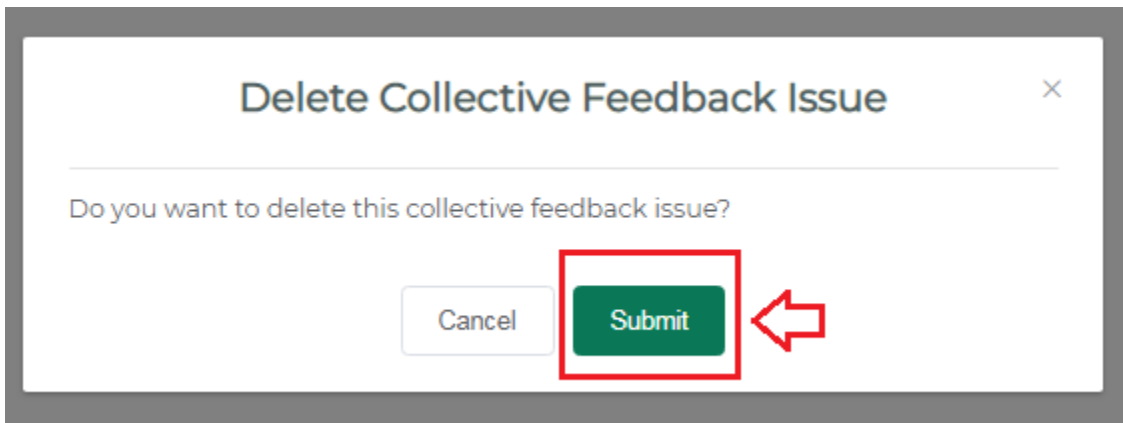 Delete Collective Feedback Issue
Do you want to delete this collective feedback issue?
Cancel
Submit